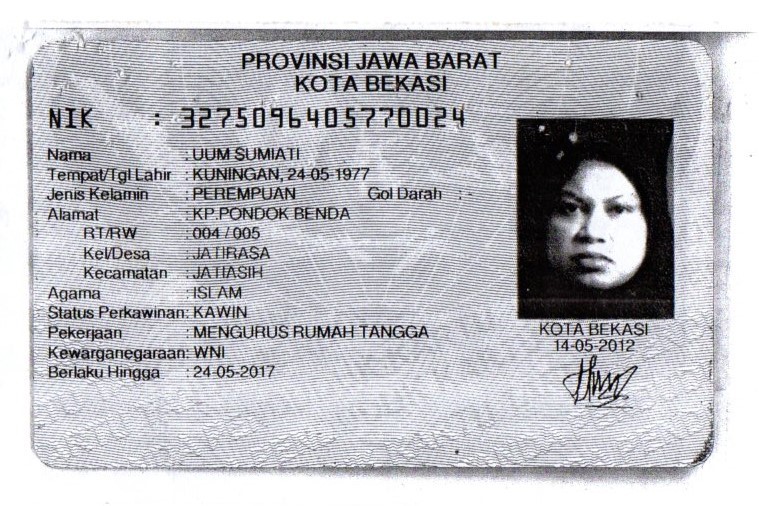 PROVINSI JAWA BARAT
KOTA BEKASI
NIK : 3275096405770024
Nama : UUM SUMIATI
Tempat/Tgl Lahir : KUNINGAN, 24-05-1977
Jenis Kelamin : PEREMPUAN Gol Darah : -
Alamat : KP.PONDOK BENDA
RT/RW : 004 / 005
Kel/Desa : JATIRASA
Kecamatan : JATIASIH
Agama : ISLAM
Status Perkawinan: KAWIN
Pekerjaan : MENGURUS RUMAH TANGGA
Kewarganegaraan: WNI
Berlaku Hingga : 24-05-2017
KOTA BEKASI
14-05-2012